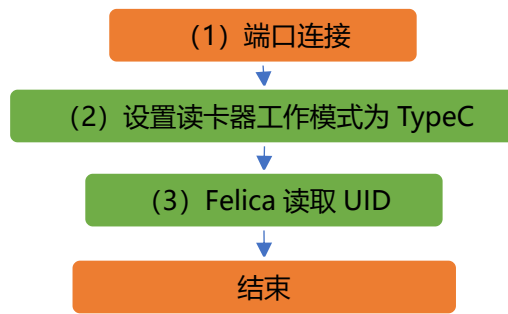 （1）端口连接
（2）设置读卡器工作模式为 TypeC
（3）Felica 读取 UID
结束